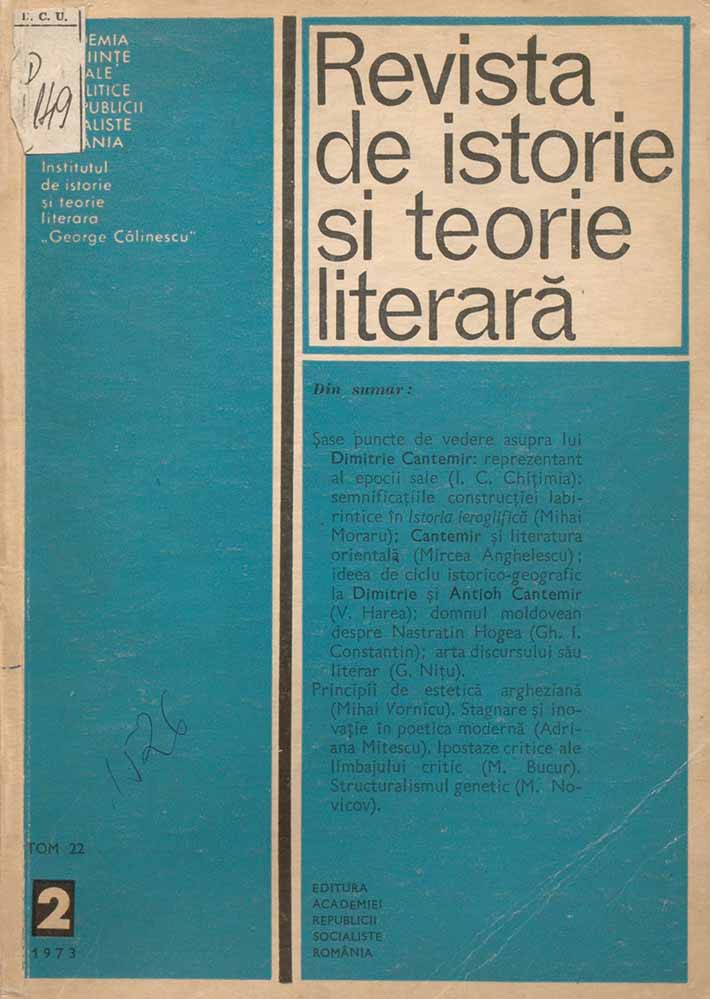 B. C. U.
DEMIA
IINȚE
ALE
LITICE
PUBLICII
ALISTE
ÂNIA
Institutul
de istorie
și teorie
literara
„George Călinescu"
D
149
Revista
de istorie
si teorie
literară
Din sumar:
Șase puncte de vedere asupra lui
Dimitrie Cantemir: reprezentant
al epocii sale (I. C. Chițimia);
semnificațiile construcției labi-
rintice în Istoria ieroglifică (Mihai
Moraru); Cantemir și literatura
orientală (Mircea Anghelescu);
ideea de ciclu istorico-geografic
la Dimitrie și Antioh Cantemir
(V. Harea); domnul moldovean
despre Nastratin Hogea (Gh. I.
Constantin); arta discursului său
literar (G. Nițu).
Principii de estetică argheziană
(Mihai Vornicu). Stagnare și ino-
vație în poetica modernă (Adri-
ana Mitescu). Ipostaze critice ale
limbajului critic (M. Bucur).
Structuralismul genetic (M. No-
vicov).
1526
TOM 22
2
1973
EDITURA
ACADEMIEI
REPUBLICII
SOCIALISTE
ROMÂNIA